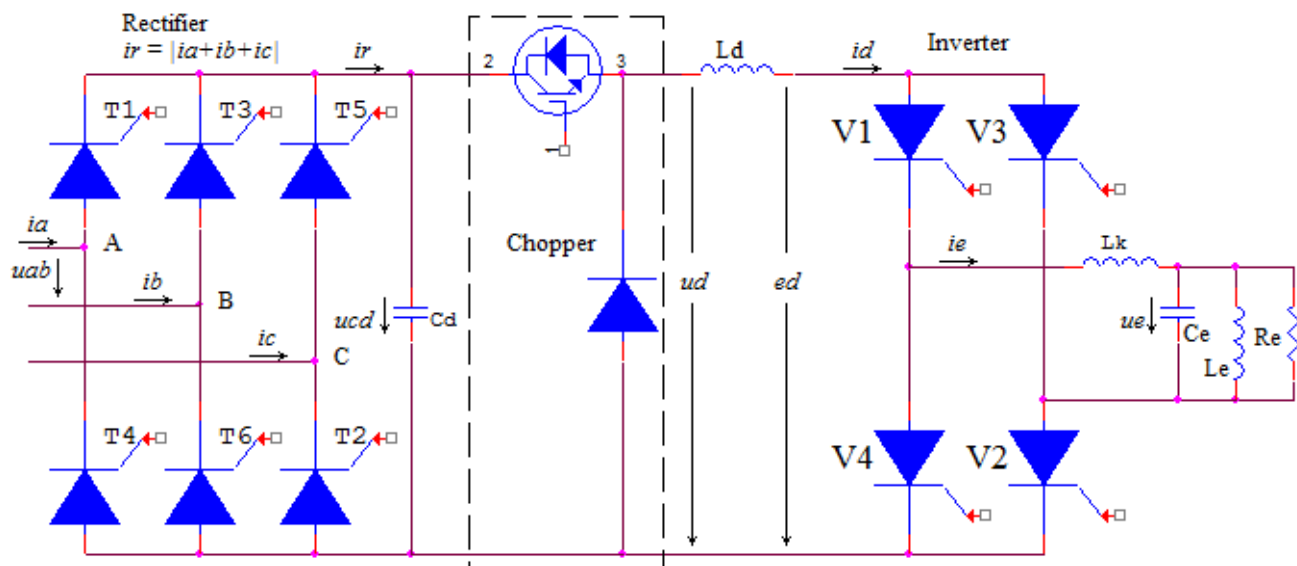 Rectifier
ir = |ia+ib+ic|
ir
2
3
Ld
id
Inverter
T1
T3
T5
V1
V3
1
ia
A
uab
ib
B
ic
C
ucd
Cd
Chopper
ud
ed
ie
Lk
ue
Ce
Le
Re
T4
T6
T2
V4
V2